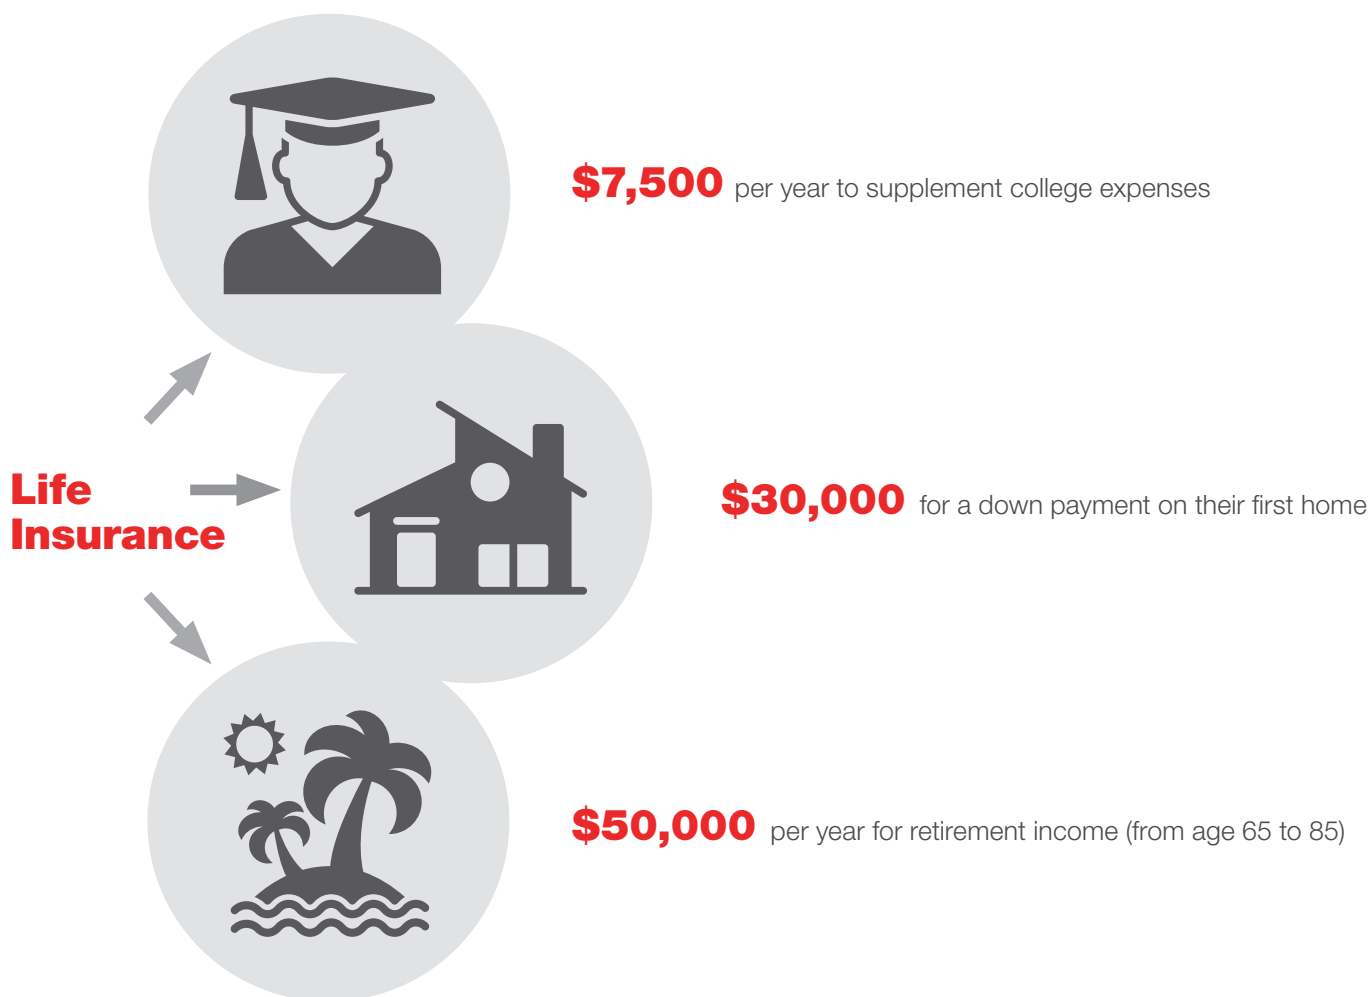 $7,500 per year to supplement college expenses
Life
Insurance
$30,000 for a down payment on their first home
$50,000 per year for retirement income (from age 65 to 85)